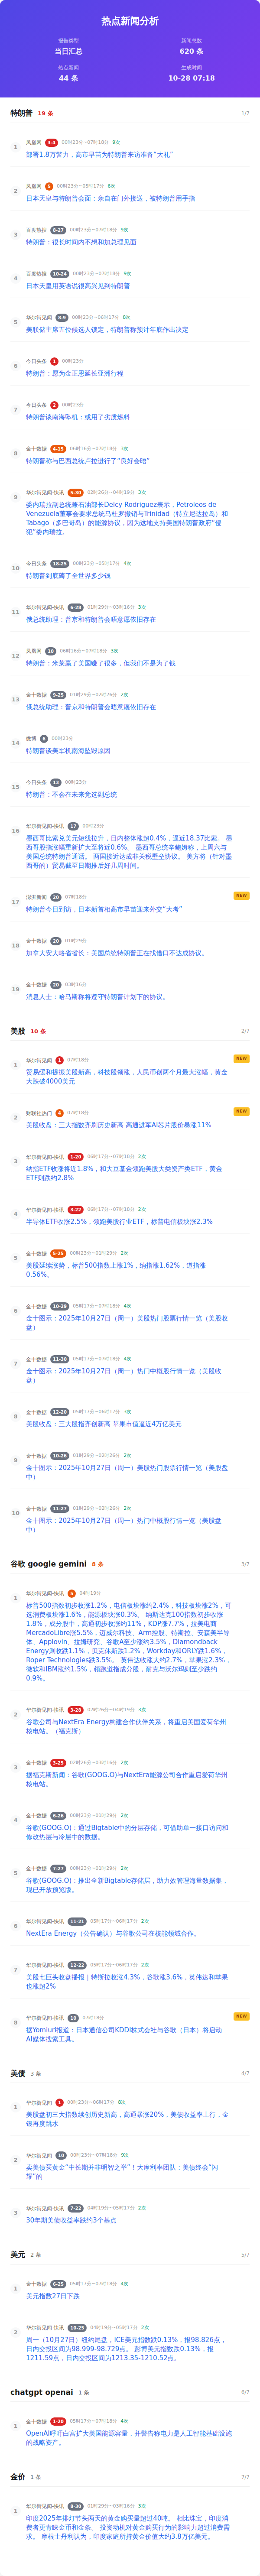 热点新闻分析
报告类型
当日汇总
新闻总数
620 条
热点新闻
44 条
生成时间
10-28 07:18
特朗普 19 条 1/7
1
凤凰网 3-4 00时23分~07时18分 9次
部署1.8万警力，高市早苗为特朗普来访准备“大礼”
2
凤凰网 5 00时23分~05时17分 6次
日本天皇与特朗普会面：亲自在门外接送，被特朗普用手指
3
百度热搜 8-27 00时23分~07时18分 9次
特朗普：很长时间内不想和加总理见面
4
百度热搜 10-24 00时23分~07时18分 9次
日本天皇用英语说很高兴见到特朗普
5
华尔街见闻 8-9 00时23分~06时17分 8次
美联储主席五位候选人锁定，特朗普称预计年底作出决定
6
今日头条 1 00时23分
特朗普：愿为金正恩延长亚洲行程
7
今日头条 2 00时23分
特朗普谈南海坠机：或用了劣质燃料
8
金十数据 4-15 06时16分~07时18分 3次
特朗普称与巴西总统卢拉进行了“良好会晤”
9
华尔街见闻-快讯 5-30 02时26分~04时19分 3次
委内瑞拉副总统兼石油部长Delcy Rodríguez表示，Petroleos de
Venezuela董事会要求总统马杜罗撤销与Trinidad（特立尼达拉岛）和
Tabago（多巴哥岛）的能源协议，因为这地支持美国特朗普政府“侵
犯”委内瑞拉。
10
今日头条 18-25 00时23分~05时17分 4次
特朗普到底薅了全世界多少钱
11
华尔街见闻-快讯 6-28 01时29分~03时16分 3次
俄总统助理：普京和特朗普会晤意愿依旧存在
12
凤凰网 10 06时16分~07时18分 3次
特朗普：米莱赢了美国赚了很多，但我们不是为了钱
13
金十数据 9-25 01时29分~02时26分 2次
俄总统助理：普京和特朗普会晤意愿依旧存在
14
微博 6 00时23分
特朗普谈美军机南海坠毁原因
15
今日头条 13 00时23分
特朗普：不会在未来竞选副总统
16
华尔街见闻-快讯 17 00时23分
墨西哥比索兑美元短线拉升，日内整体涨超0.4%，逼近18.37比索。 墨
西哥股指涨幅重新扩大至将近0.6%。 墨西哥总统辛鲍姆称，上周六与
美国总统特朗普通话。 两国接近达成非关税壁垒协议。 美方将（针对墨
西哥的）贸易截至日期推后好几周时间。
17
澎湃新闻 20 07时18分 NEW
特朗普今日到访，日本新首相高市早苗迎来外交“大考”
18
金十数据 20 01时29分
加拿大安大略省省长：美国总统特朗普正在找借口不达成协议。
19
金十数据 20 03时16分
消息人士：哈马斯称将遵守特朗普计划下的协议。
美股 10 条 2/7
1
华尔街见闻 1 07时18分 NEW
贸易缓和提振美股新高，科技股领涨，人民币创两个月最大涨幅，黄金
大跌破4000美元
2
财联社热门 4 07时18分 NEW
美股收盘：三大指数齐刷历史新高 高通进军AI芯片股价暴涨11%
3
华尔街见闻-快讯 1-20 06时17分~07时18分 2次
纳指ETF收涨将近1.8%，和大豆基金领跑美股大类资产类ETF，黄金
ETF则跌约2.8%
4
华尔街见闻-快讯 3-22 06时17分~07时18分 2次
半导体ETF收涨2.5%，领跑美股行业ETF，标普电信板块涨2.3%
5
金十数据 5-25 00时23分~01时29分 2次
美股延续涨势，标普500指数上涨1%，纳指涨1.62%，道指涨
0.56%。
6
金十数据 10-29 05时17分~07时18分 4次
金十图示：2025年10月27日（周一）美股热门股票行情一览（美股收
盘）
7
金十数据 11-30 05时17分~07时18分 4次
金十图示：2025年10月27日（周一）热门中概股行情一览（美股收
盘）
8
金十数据 12-20 05时17分~06时17分 3次
美股收盘：三大股指齐创新高 苹果市值逼近4万亿美元
9
金十数据 10-26 01时29分~02时26分 2次
金十图示：2025年10月27日（周一）美股热门股票行情一览（美股盘
中）
10
金十数据 11-27 01时29分~02时26分 2次
金十图示：2025年10月27日（周一）热门中概股行情一览（美股盘
中）
谷歌 google gemini 8 条 3/7
1
华尔街见闻-快讯 5 04时19分
标普500指数初步收涨1.2%，电信板块涨约2.4%，科技板块涨2%，可
选消费板块涨1.6%，能源板块涨0.3%。 纳斯达克100指数初步收涨
1.8%，成分股中，高通初步收涨约11%，KDP涨7.7%，拉美电商
MercadoLibre涨5.5%，迈威尔科技、Arm控股、特斯拉、安森美半导
体、Applovin、拉姆研究、谷歌A至少涨约3.5%，Diamondback
Energy则收跌1.1%，贝克休斯跌1.2%，Workday和ORLY跌1.6%，
Roper Technologies跌3.5%。 英伟达收涨大约2.7%，苹果涨2.3%，
微软和IBM涨约1.5%，领跑道指成分股，耐克与沃尔玛则至少跌约
0.9%。
2
华尔街见闻-快讯 3-28 02时26分~04时19分 3次
谷歌公司与NextEra Energy构建合作伙伴关系，将重启美国爱荷华州
核电站。（福克斯）
3
金十数据 3-25 02时26分~03时16分 2次
据福克斯新闻：谷歌(GOOG.O)与NextEra能源公司合作重启爱荷华州
核电站。
4
金十数据 6-26 00时23分~01时29分 2次
谷歌(GOOG.O)：通过Bigtable中的分层存储，可借助单一接口访问和
修改热层与冷层中的数据。
5
金十数据 7-27 00时23分~01时29分 2次
谷歌(GOOG.O)：推出全新Bigtable存储层，助力效管理海量数据集，
现已开放预览版。
6
华尔街见闻-快讯 11-21 05时17分~06时17分 2次
NextEra Energy（公告确认）与谷歌公司在核能领域合作。
7
华尔街见闻-快讯 12-22 05时17分~06时17分 2次
美股七巨头收盘播报｜特斯拉收涨4.3%，谷歌涨3.6%，英伟达和苹果
也涨超2%
8
华尔街见闻-快讯 10 07时18分 NEW
据Yomiuri报道：日本通信公司KDDI株式会社与谷歌（日本）将启动
AI媒体搜索工具。
美债 3 条 4/7
1
华尔街见闻 1 00时23分~06时17分 8次
美股盘初三大指数续创历史新高，高通暴涨20%，美债收益率上行，金
银再度跳水
2
华尔街见闻 10 00时23分~07时18分 9次
卖美债买黄金“中长期并非明智之举”！大摩利率团队：美债终会“闪
耀”的
3
华尔街见闻-快讯 7-22 04时19分~05时17分 2次
30年期美债收益率跌约3个基点
美元 2 条 5/7
1
金十数据 6-25 05时17分~07时18分 4次
美元指数27日下跌
2
华尔街见闻-快讯 10-25 04时19分~05时17分 2次
周一（10月27日）纽约尾盘，ICE美元指数跌0.13%，报98.826点，
日内交投区间为98.999-98.729点。 彭博美元指数跌0.13%，报
1211.59点，日内交投区间为1213.35-1210.52点。
chatgpt openai 1 条 6/7
1
金十数据 1-20 05时17分~07时18分 4次
OpenAI呼吁白宫扩大美国能源容量，并警告称电力是人工智能基础设施
的战略资产。
金价 1 条 7/7
1
华尔街见闻-快讯 8-30 01时29分~03时16分 3次
印度2025年排灯节头两天的黄金购买量超过40吨。 相比珠宝，印度消
费者更青睐金币和金条。 投资动机对黄金购买行为的影响力超过消费需
求。 摩根士丹利认为，印度家庭所持黄金价值大约3.8万亿美元。